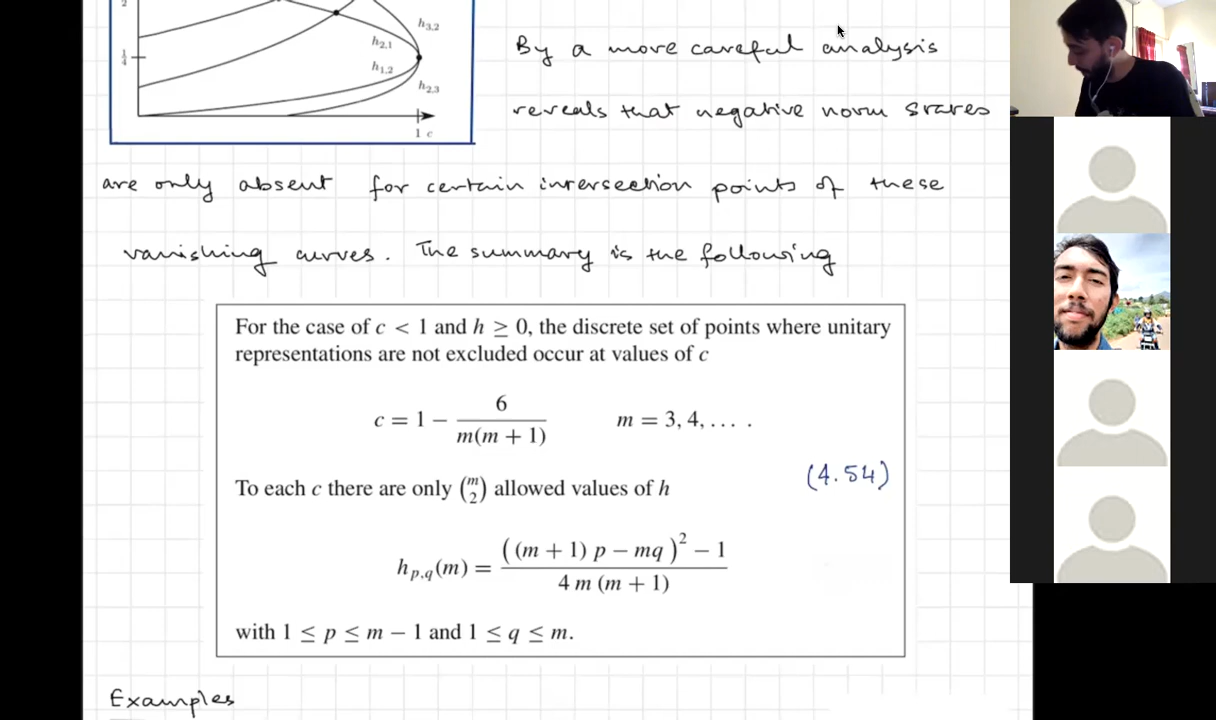 1/2
h3,2
h2,1
1/4
h1,2
h2,3
1 c
By a more careful analysis
reveals that negative norm states
are only absent for certain intersection points of these
vanishing curves. The summary is the following
For the case of c < 1 and h ≥ 0, the discrete set of points where unitary
representations are not excluded occur at values of c
c = 1 − 6/(m(m + 1))    m = 3, 4, ... .
To each c there are only (m 2) allowed values of h
(4.54)
h_{p,q}(m) = (((m + 1) p − mq)^2 − 1)/(4 m (m + 1))
with 1 ≤ p ≤ m − 1 and 1 ≤ q ≤ m.
Examples